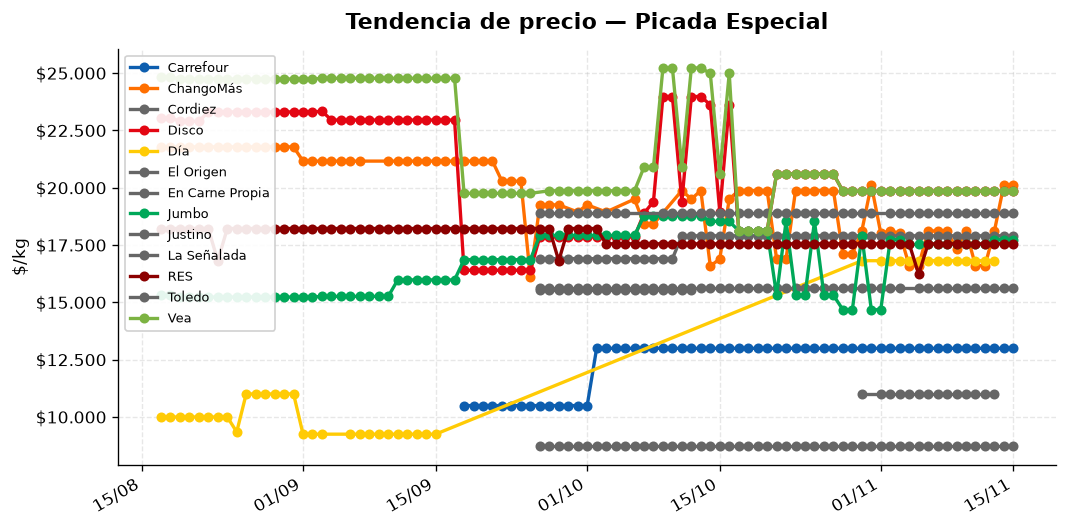 Tendencia de precio — Picada Especial
$/kg
$25.000
$22.500
$20.000
$17.500
$15.000
$12.500
$10.000
Carrefour
ChangoMás
Cordiez
Disco
Día
El Origen
En Carne Propia
Jumbo
Justino
La Señalada
RES
Toledo
Vea
15/08
01/09
15/09
01/10
15/10
01/11
15/11